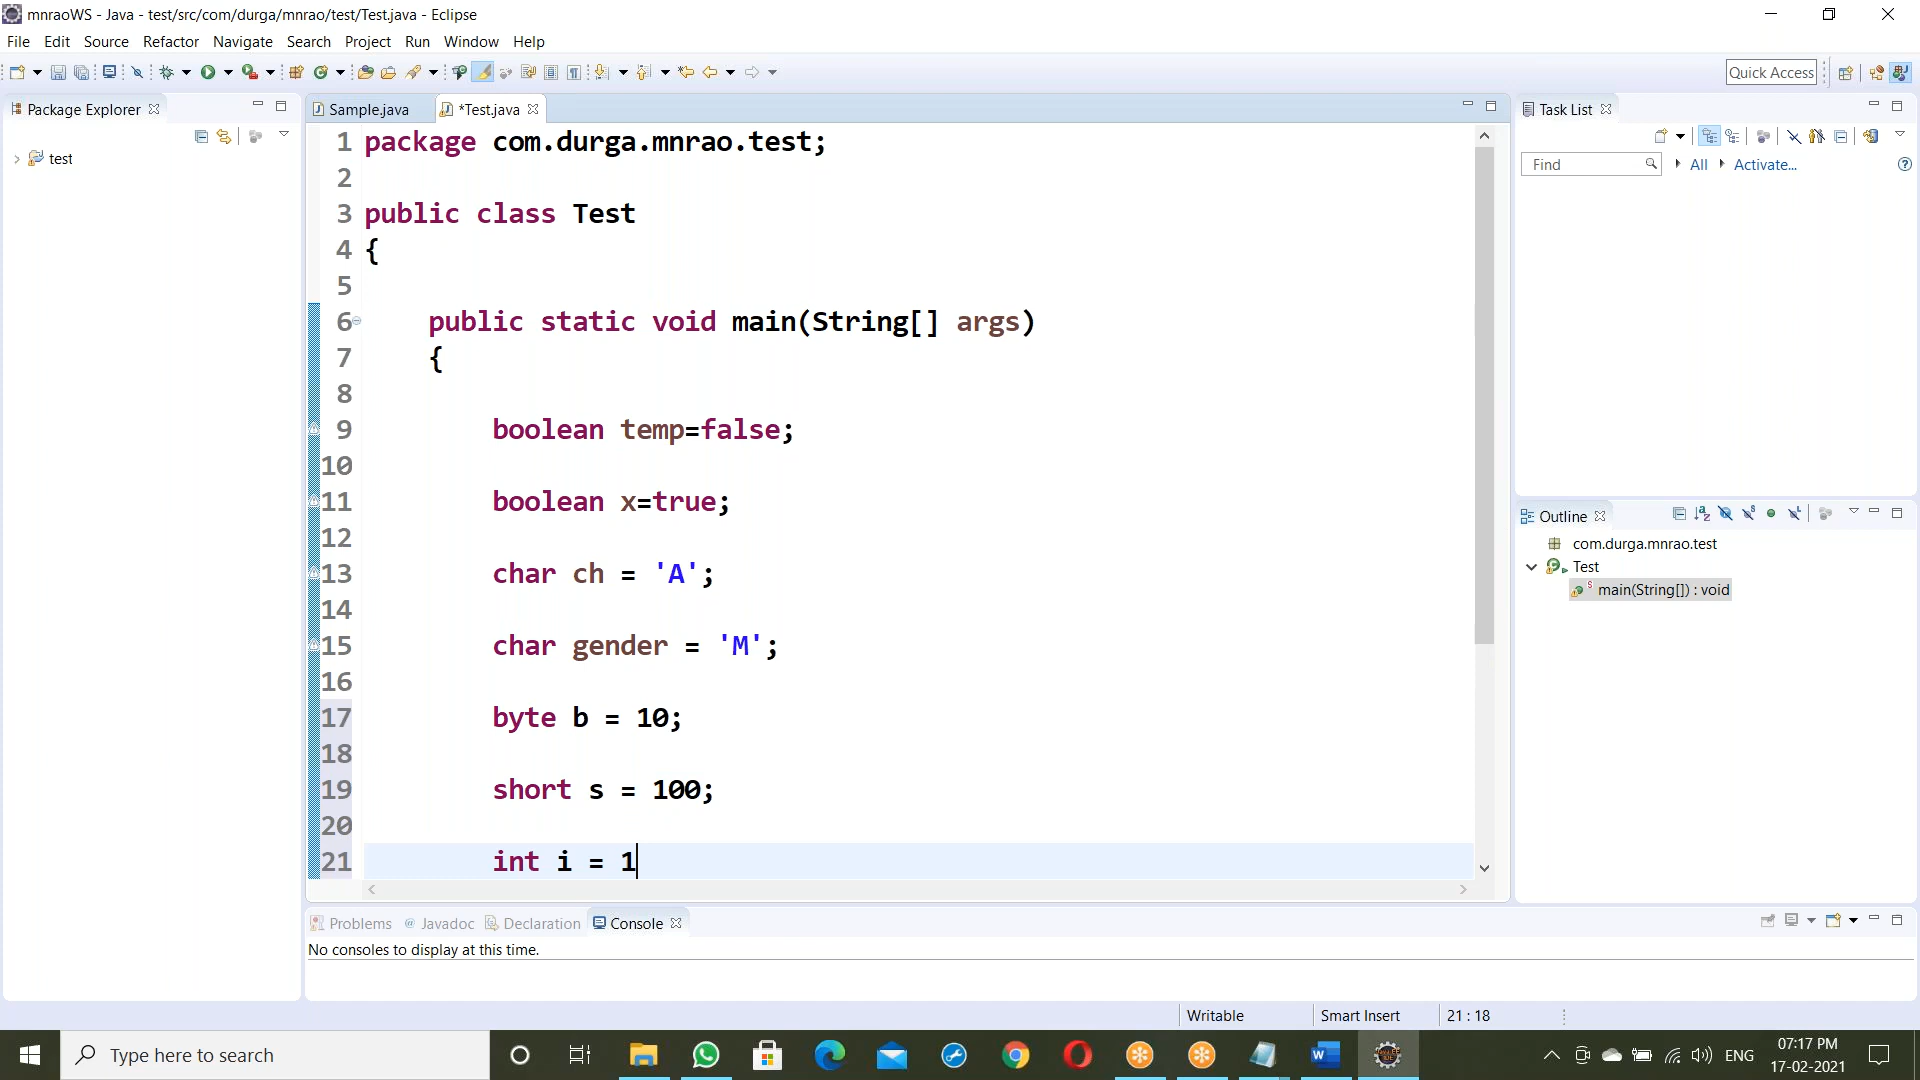 mnraoWS - Java - test/src/com/durga/mnrao/test/Test.java - Eclipse
File Edit Source Refactor Navigate Search Project Run Window Help
Quick Access
Package Explorer
test
Sample.java *Test.java
1 package com.durga.mnrao.test;
2
3 public class Test
4 {
5
6 public static void main(String[] args)
7 {
8
9 boolean temp=false;
10
11 boolean x=true;
12
13 char ch = 'A';
14
15 char gender = 'M';
16
17 byte b = 10;
18
19 short s = 100;
20
21 int i = 1
Task List
Find All Activate...
Outline
com.durga.mnrao.test
Test
main(String[]) : void
Problems Javadoc Declaration Console
No consoles to display at this time.
Writable Smart Insert 21 : 18
Type here to search
ENG
07:17 PM
17-02-2021